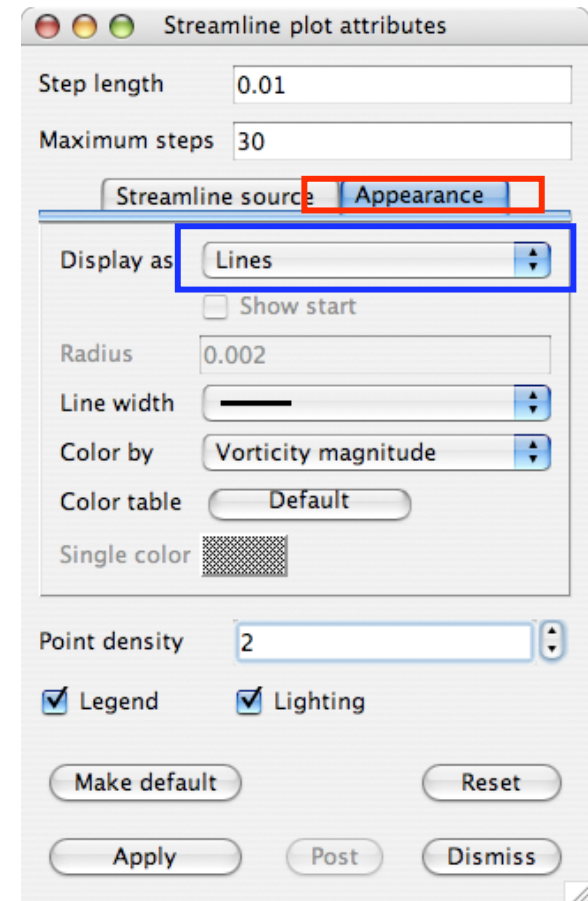 Streamline plot attributes
Step length 0.01
Maximum steps 30
Streamline source Appearance
Display as Lines
Show start
Radius 0.002
Line width
Color by Vorticity magnitude
Color table Default
Single color
Point density 2
Legend Lighting
Make default Reset
Apply Post Dismiss